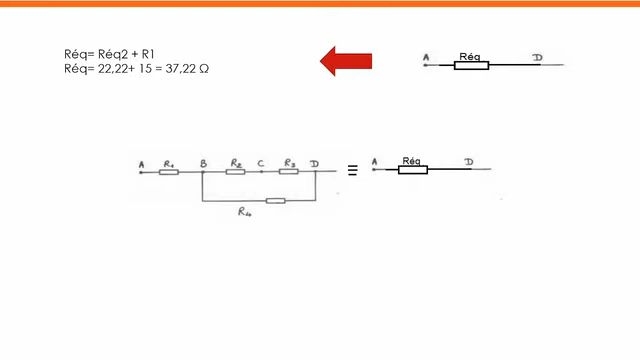 Réq= Réq2 + R1
Réq= 22,22+ 15 = 37,22 Ω
A Réq D
A R1 B R2 C R3 D ≡ A Réq D
R4